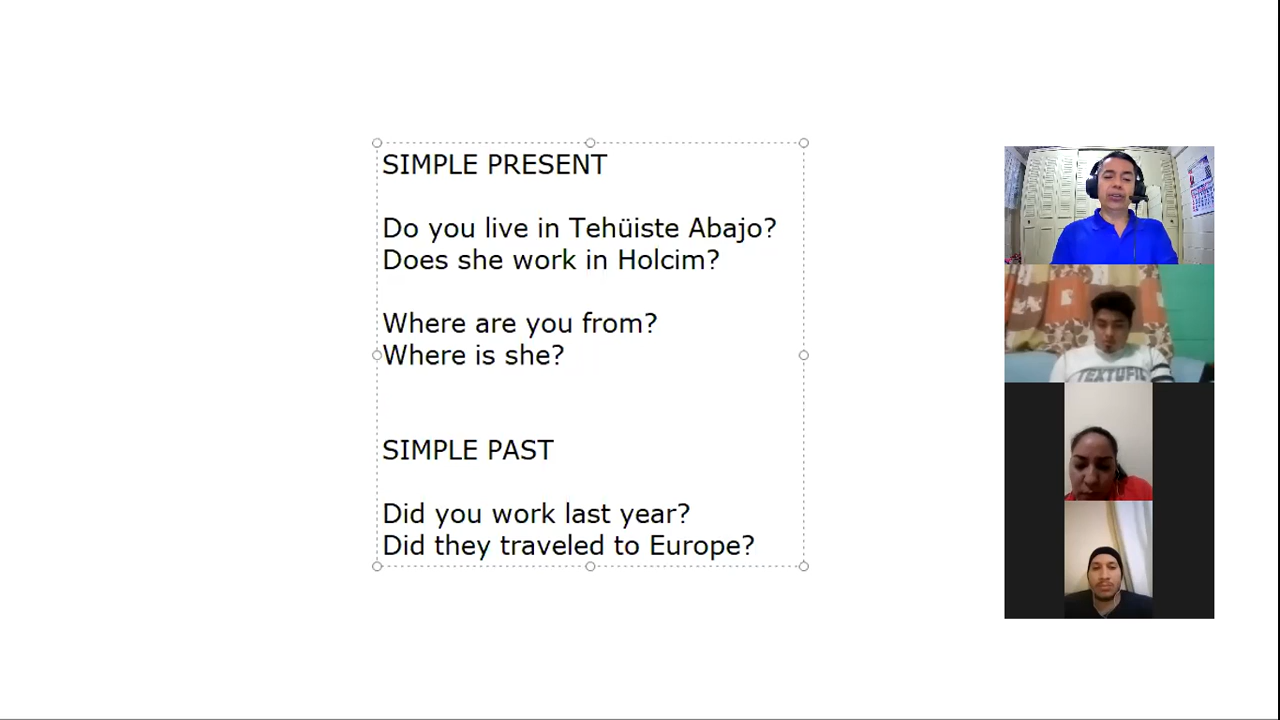 SIMPLE PRESENT
Do you live in Tehüiste Abajo?
Does she work in Holcim?
Where are you from?
Where is she?
SIMPLE PAST
Did you work last year?
Did they traveled to Europe?
TEXTUFIL